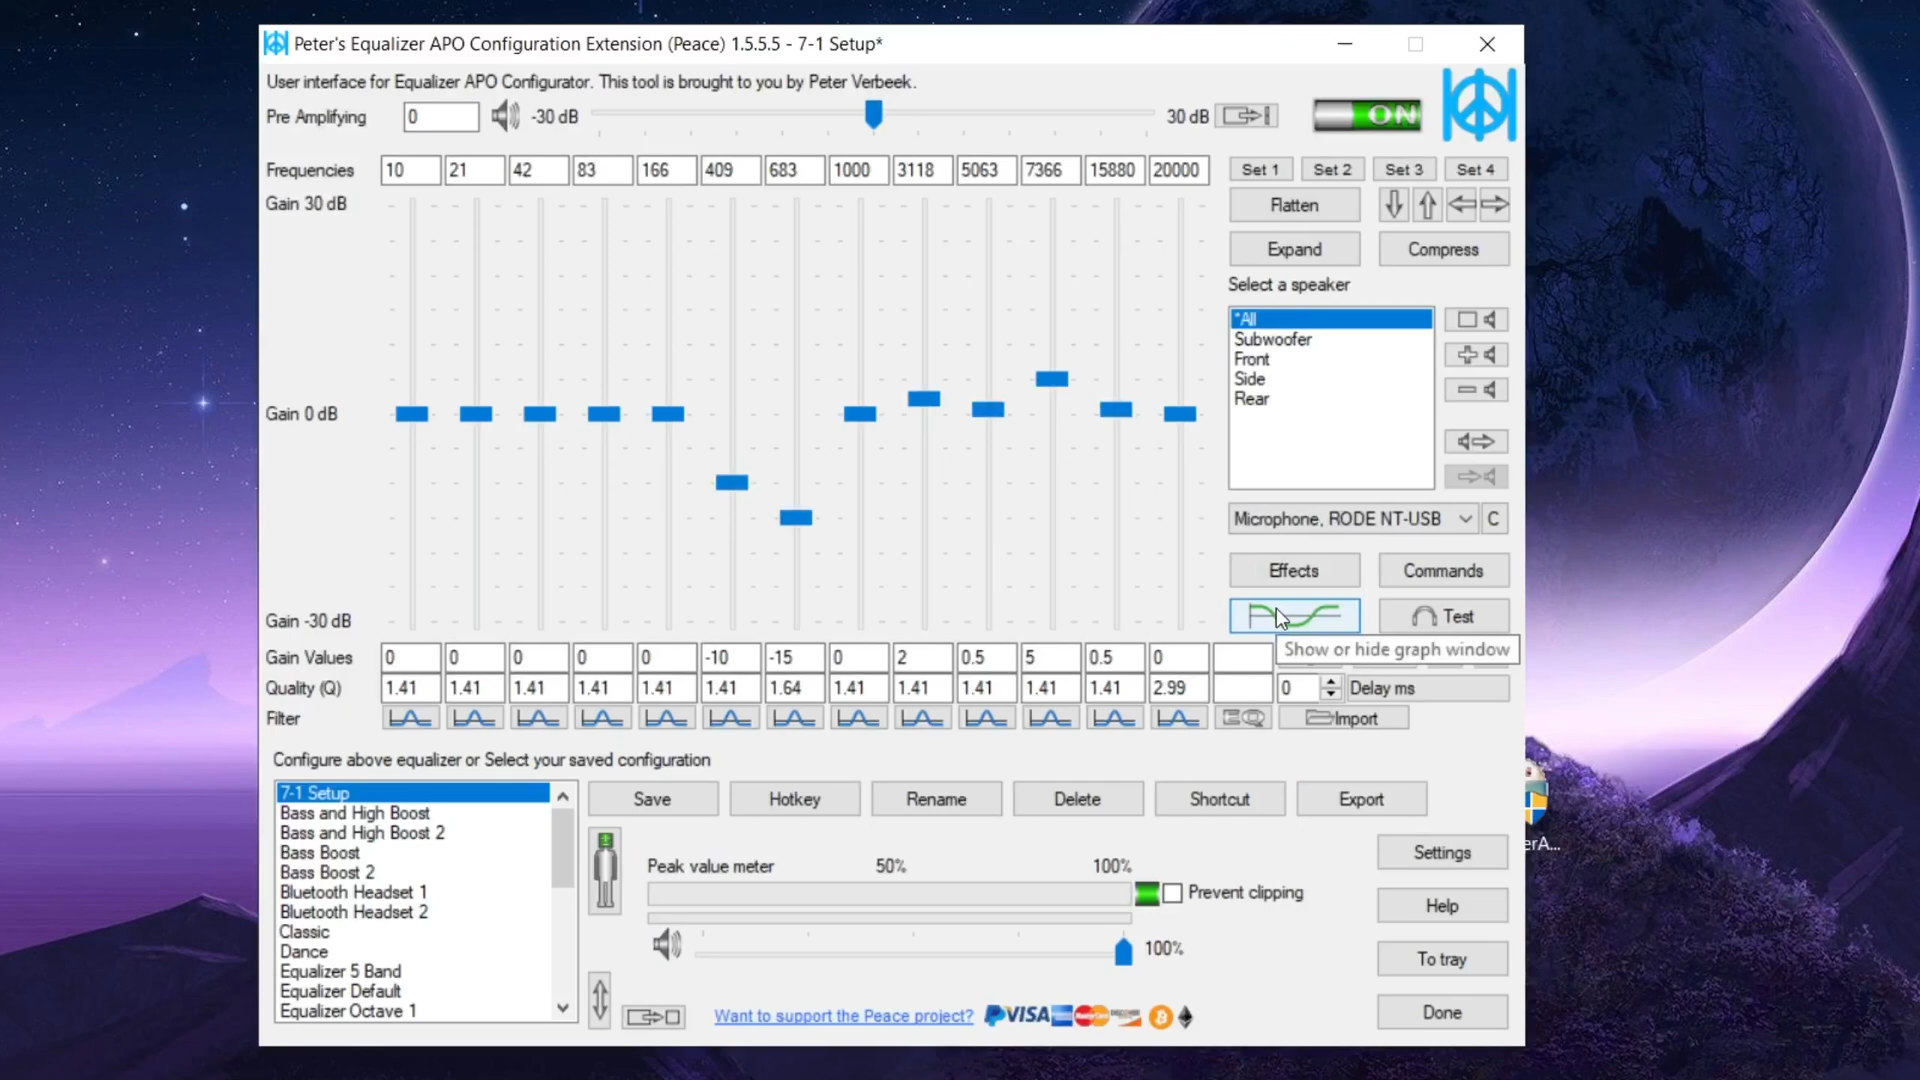 Peter's Equalizer APO Configuration Extension (Peace) 1.5.5.5 - 7-1 Setup*
User interface for Equalizer APO Configurator. This tool is brought to you by Peter Verbeek.
Pre Amplifying 0 -30 dB 30 dB ON
Frequencies 10 21 42 83 166 409 683 1000 3118 5063 7366 15880 20000 Set 1 Set 2 Set 3 Set 4
Gain 30 dB Flatten
Expand Compress
Select a speaker
*All
Subwoofer
Front
Side
Rear
Gain 0 dB
Microphone, RODE NT-USB C
Effects Commands
Test
Gain -30 dB
Show or hide graph window
Gain Values 0 0 0 0 0 -10 -15 0 2 0.5 5 0.5 0
Quality (Q) 1.41 1.41 1.41 1.41 1.41 1.41 1.64 1.41 1.41 1.41 1.41 1.41 2.99 0 Delay ms
Filter EQ Import
Configure above equalizer or Select your saved configuration
7-1 Setup
Bass and High Boost
Bass and High Boost 2
Bass Boost
Bass Boost 2
Bluetooth Headset 1
Bluetooth Headset 2
Classic
Dance
Equalizer 5 Band
Equalizer Default
Equalizer Octave 1
Save Hotkey Rename Delete Shortcut Export
Peak value meter 50% 100%
Prevent clipping
100%
Settings
Help
To tray
Done
Want to support the Peace project? VISA DISCOVER
erA...